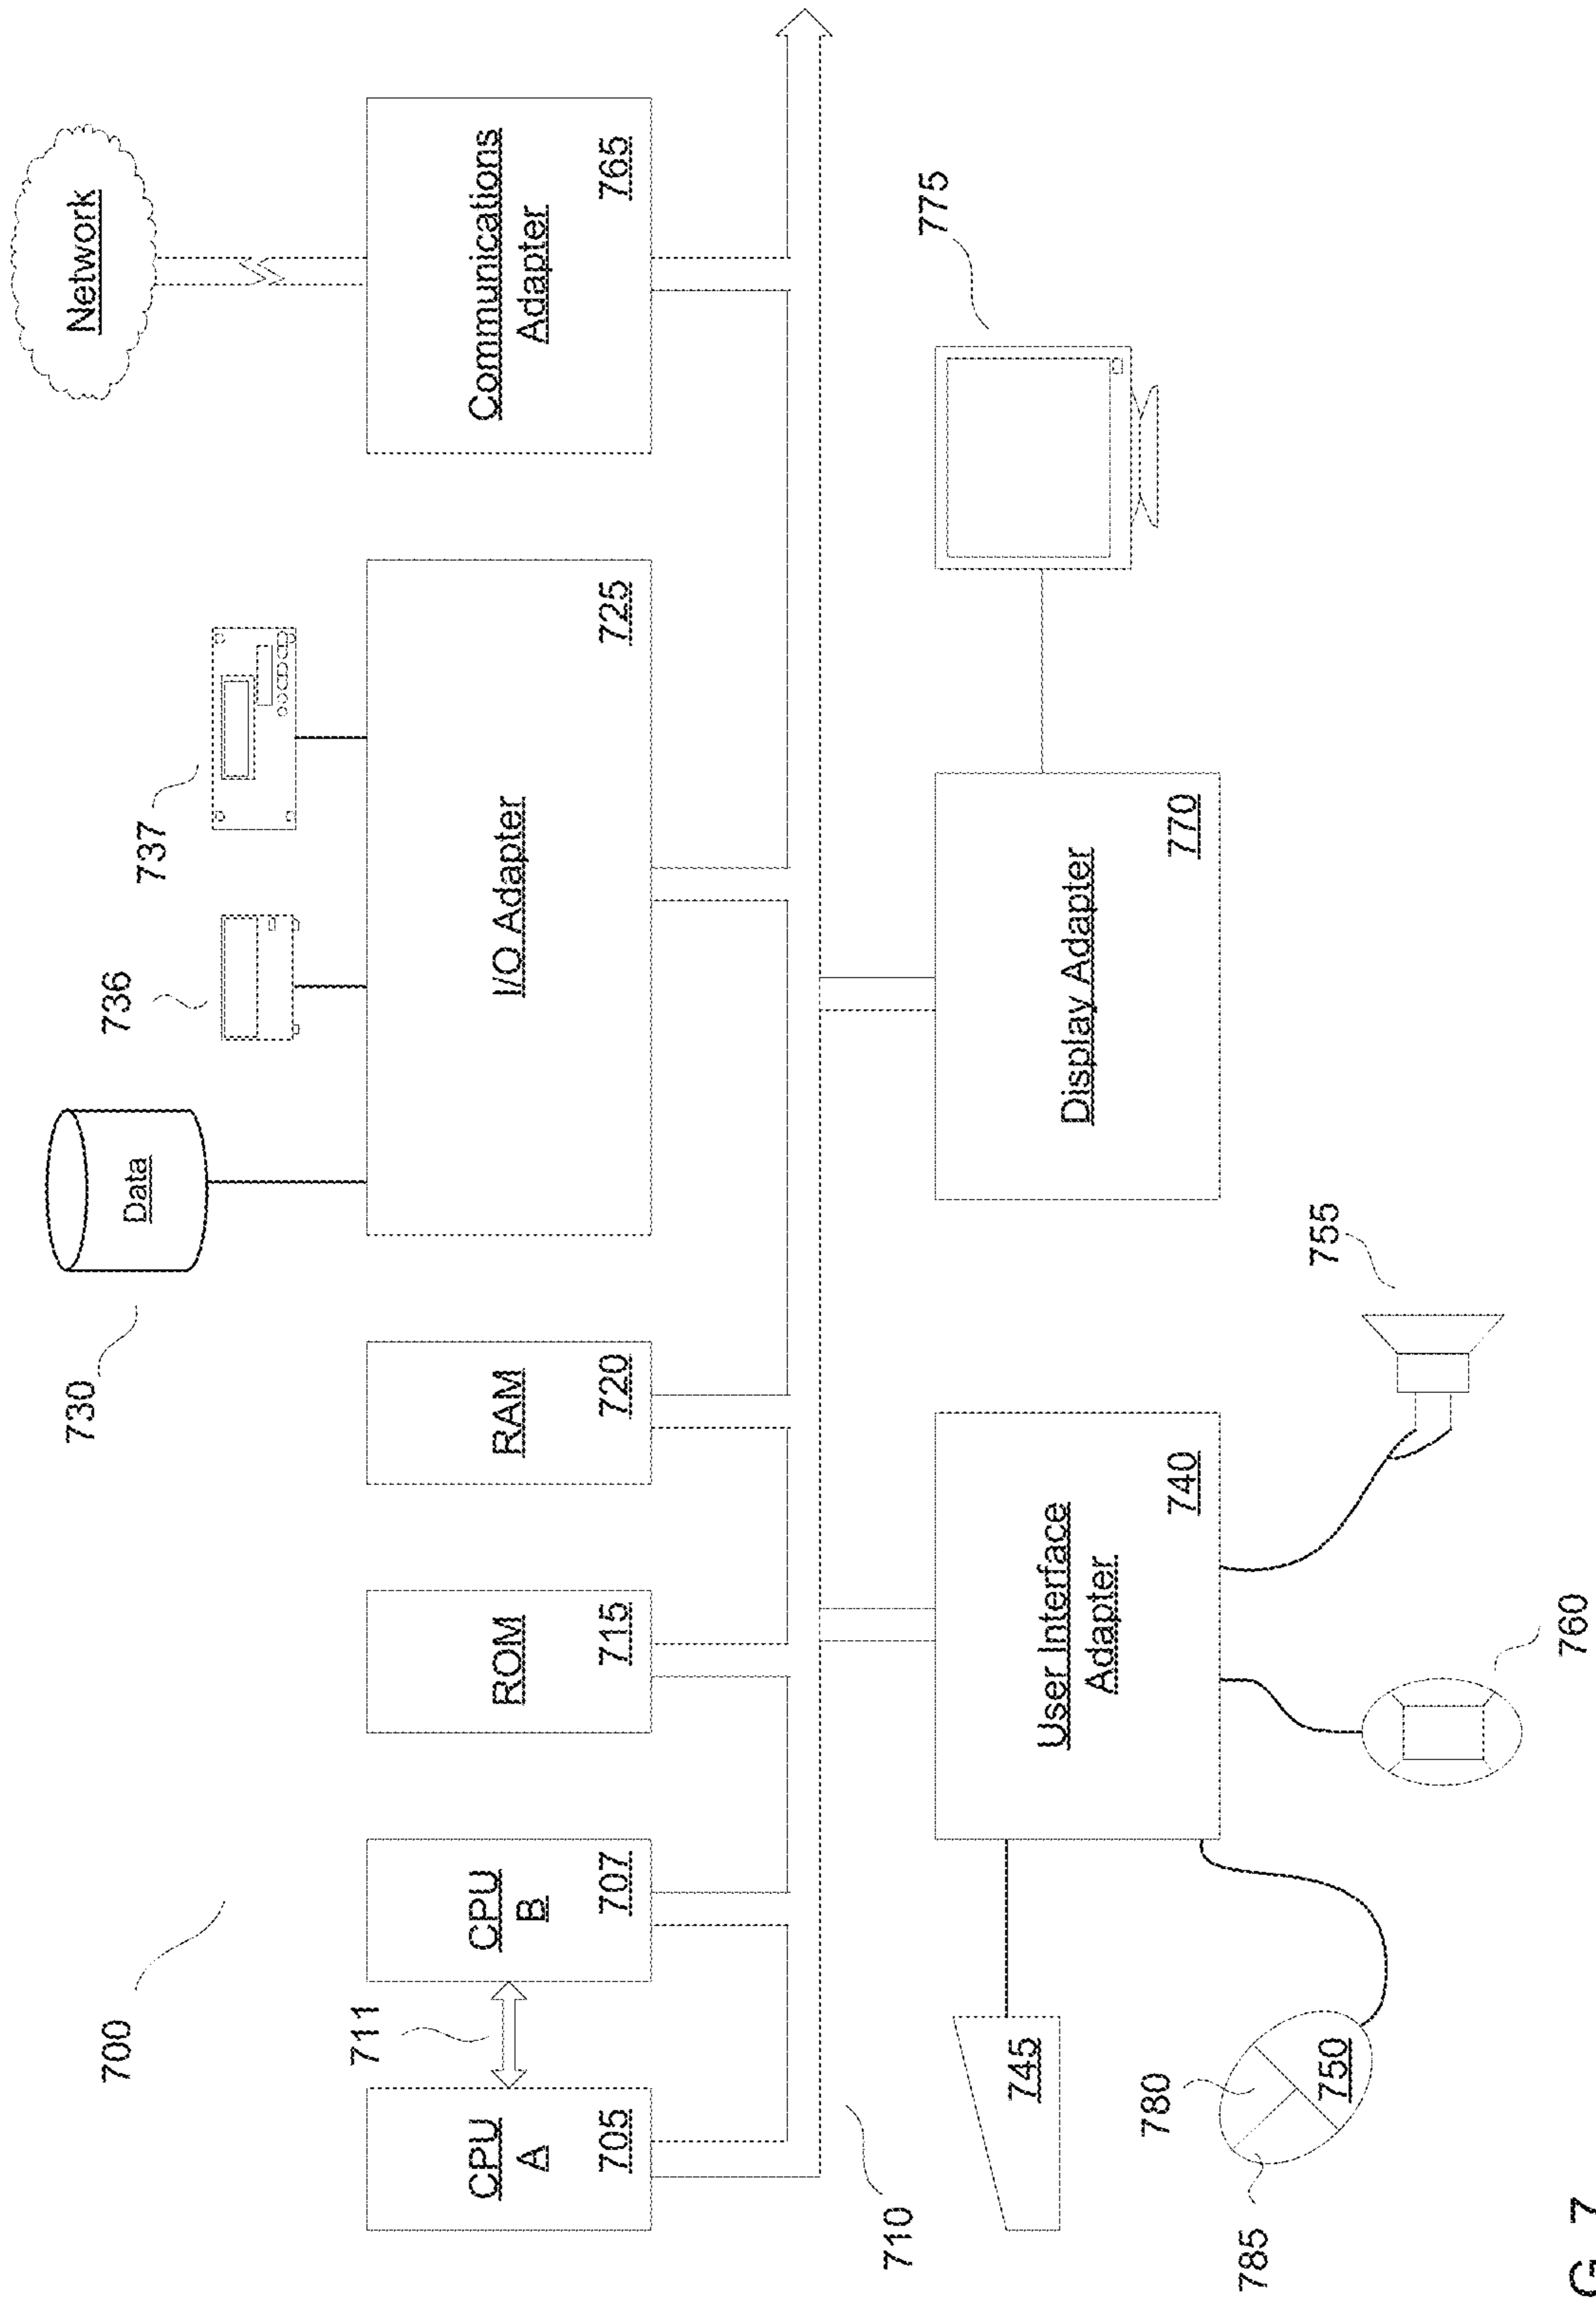 700
711
CPU
A
705
CPU
B
707
ROM
715
RAM
720
730
Data
736
737
I/O Adapter
725
Network
Communications
Adapter
765
710
745
780
785
750
User Interface
Adapter
740
760
755
Display Adapter
770
775
G. 7